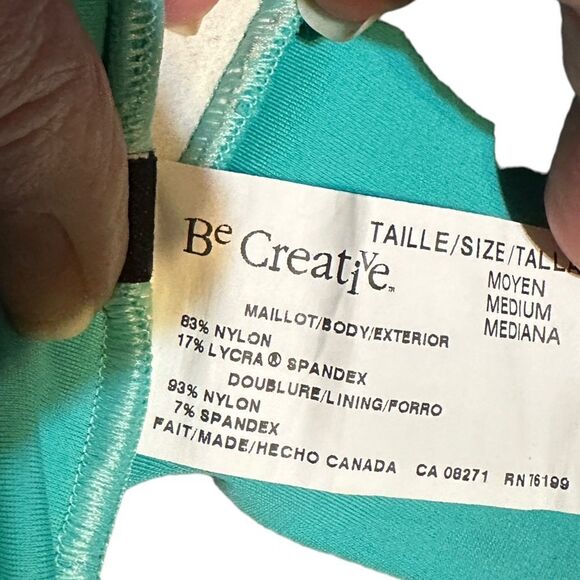 Be Creative™
TAILLE/SIZE/TALLA
MOYEN
MEDIUM
MEDIANA
MAILLOT/BODY/EXTERIOR
83% NYLON
17% LYCRA® SPANDEX
DOUBLURE/LINING/FORRO
93% NYLON
7% SPANDEX
FAIT/MADE/HECHO CANADA CA 08271 RN 76199